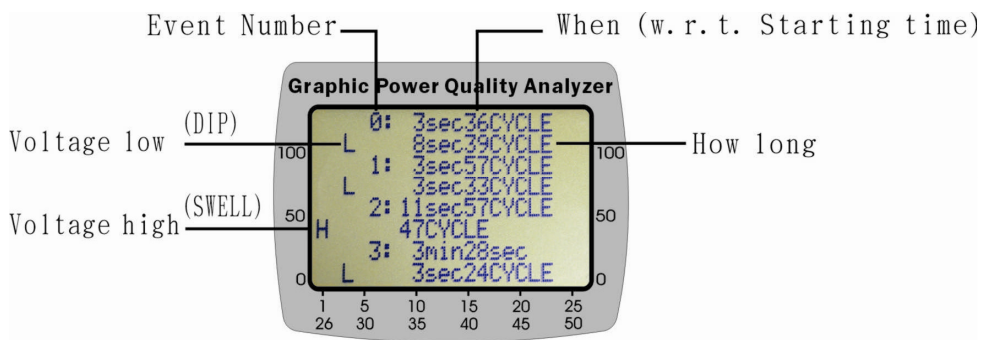 Event Number
When (w.r.t. Starting time)
Graphic Power Quality Analyzer
0: 3sec36CYCLE
Voltage low (DIP)
L 8sec39CYCLE
How long
100
100
1: 3sec57CYCLE
L 3sec33CYCLE
2: 11sec57CYCLE
50
50
Voltage high (SWELL)
H 47CYCLE
3: 3min28sec
0
L 3sec24CYCLE
0
1 5 10 15 20 25
26 30 35 40 45 50